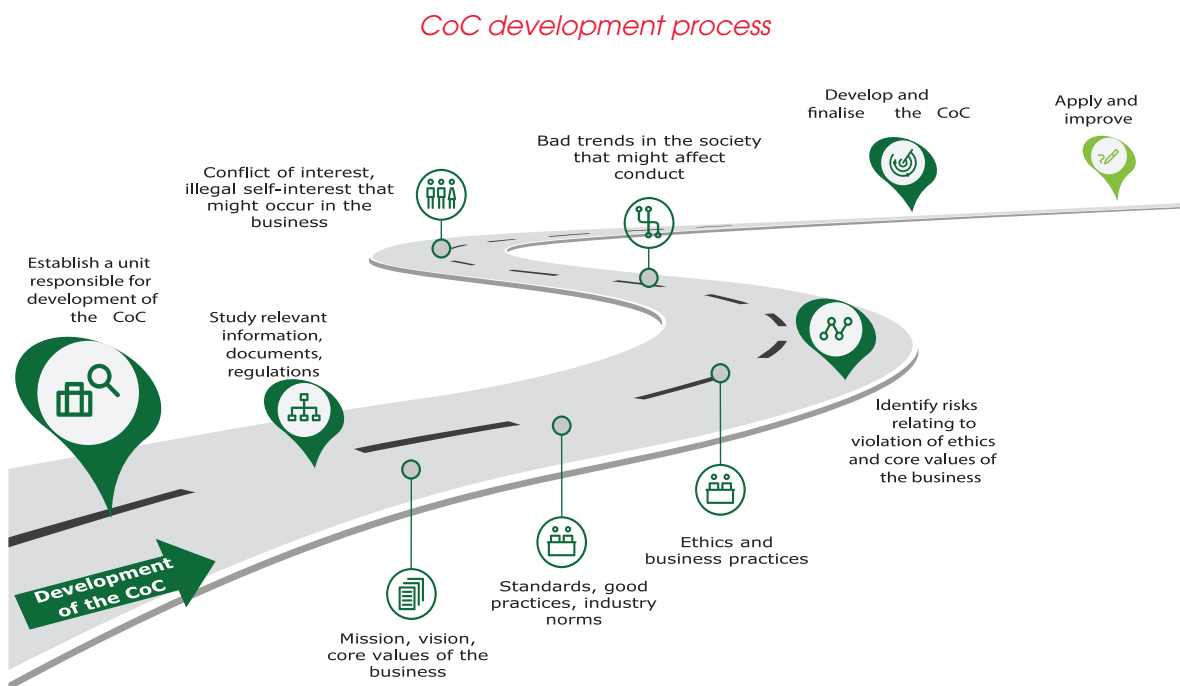 CoC development process
Establish a unit
responsible for
development of
the CoC
Study relevant
information,
documents,
regulations
Conflict of interest,
illegal self-interest that
might occur in the
business
Bad trends in the society
that might affect
conduct
Develop and
finalise the CoC
Apply and
improve
Identify risks
relating to
violation of ethics
and core values of
the business
Ethics and
business practices
Standards, good
practices, industry
norms
Mission, vision,
core values of the
business
Development
of the CoC